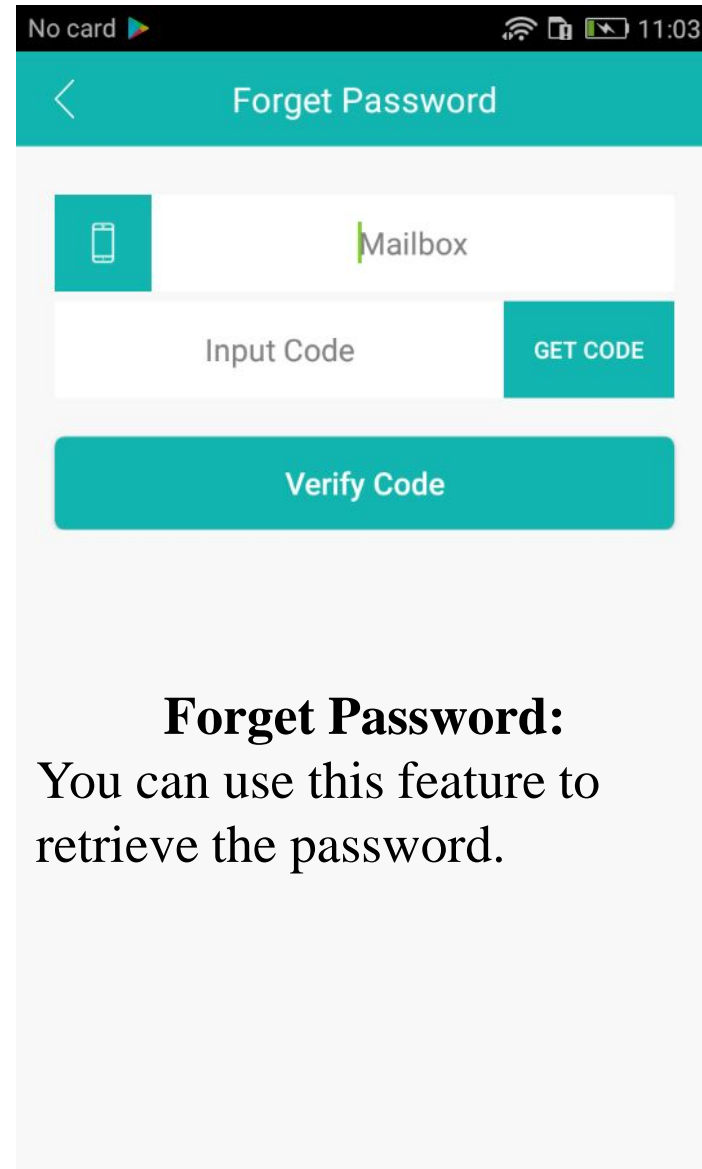 No card 11:03
Forget Password
Mailbox
Input Code GET CODE
Verify Code
Forget Password:
You can use this feature to
retrieve the password.